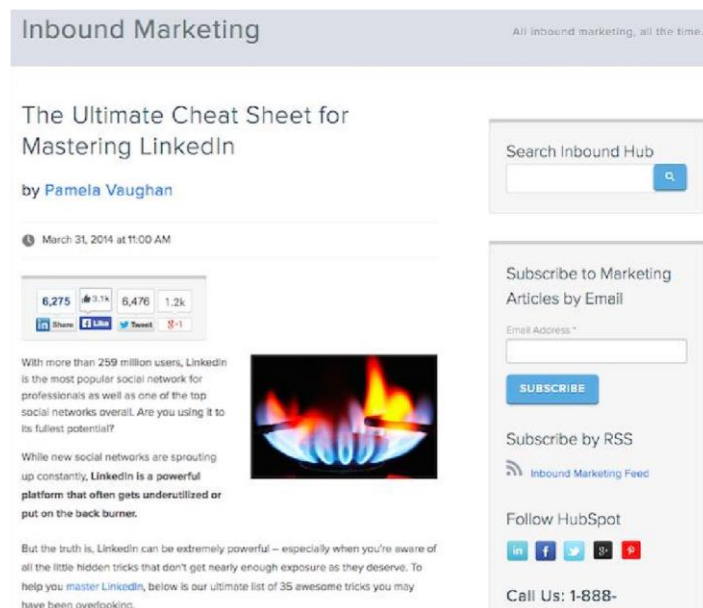 Inbound Marketing
All inbound marketing, all the time.
The Ultimate Cheat Sheet for
Mastering LinkedIn
by Pamela Vaughan
March 31, 2014 at 11:00 AM
6,275 3.1k 6,476 1.2k
in Share Like Tweet g+1
With more than 259 million users, LinkedIn
is the most popular social network for
professionals as well as one of the top
social networks overall. Are you using it to
its fullest potential?
While new social networks are sprouting
up constantly, LinkedIn is a powerful
platform that often gets underutilized or
put on the back burner.
But the truth is, LinkedIn can be extremely powerful – especially when you're aware of
all the little hidden tricks that don't get nearly enough exposure as they deserve. To
help you master LinkedIn, below is our ultimate list of 35 awesome tricks you may
have been overlooking.
Search Inbound Hub
Subscribe to Marketing
Articles by Email
Email Address *
SUBSCRIBE
Subscribe by RSS
Inbound Marketing Feed
Follow HubSpot
in f g+
Call Us: 1-888-